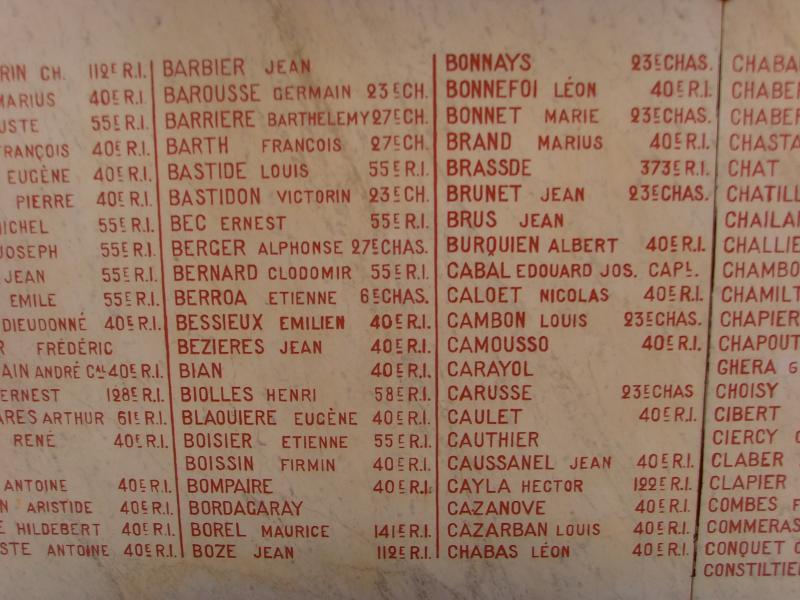 RIN CH. 112E R.I.
MARIUS 40E R.I.
USTE 55E R.I.
FRANÇOIS 40E R.I.
EUGÈNE 40E R.I.
PIERRE 40E R.I.
MICHEL 55E R.I.
JOSEPH 55E R.I.
JEAN 55E R.I.
EMILE 55E R.I.
DIEUDONNÉ 40E R.I.
R FRÉDÉRIC
AIN ANDRÉ CAL 40E R.I.
ERNEST 128E R.I.
ARES ARTHUR 61E R.I.
RENÉ 40E R.I.
ANTOINE 40E R.I.
N ARISTIDE 40E R.I.
E HILDEBERT 40E R.I.
STE ANTOINE 40E R.I.
BARBIER JEAN
BAROUSSE GERMAIN 23E CH.
BARRIERE BARTHELEMY 27E CH.
BARTH FRANCOIS 27E CH.
BASTIDE LOUIS 55E R.I.
BASTIDON VICTORIN 23E CH.
BEC ERNEST 55E R.I.
BERGER ALPHONSE 27E CHAS.
BERNARD CLODOMIR 55E R.I.
BERROA ETIENNE 6E CHAS.
BESSIEUX EMILIEN 40E R.I.
BEZIERES JEAN 40E R.I.
BIAN 40E R.I.
BIOLLES HENRI 58E R.I.
BLAQUIERE EUGÈNE 40E R.I.
BOISIER ETIENNE 55E R.I.
BOISSIN FIRMIN 40E R.I.
BOMPAIRE 40E R.I.
BORDAGARAY
BOREL MAURICE 141E R.I.
BOZE JEAN 112E R.I.
BONNAYS 23E CHAS.
BONNEFOI LÉON 40E R.I.
BONNET MARIE 23E CHAS.
BRAND MARIUS 40E R.I.
BRASSDE 373E R.I.
BRUNET JEAN 23E CHAS.
BRUS JEAN
BURQUIEN ALBERT 40E R.I.
CABAL EDOUARD JOS. CAPL.
CALOET NICOLAS 40E R.I.
CAMBON LOUIS 23E CHAS.
CAMOUSSO 40E R.I.
CARAYOL
CARUSSE 23E CHAS
CAULET 40E R.I.
CAUTHIER
CAUSSANEL JEAN 40E R.I.
CAYLA HECTOR 122E R.I.
CAZANOVE 40E R.I.
CAZARBAN LOUIS 40E R.I.
CHABAS LÉON 40E R.I.
CHABA
CHABER
CHABER
CHASTA
CHAT
CHATILL
CHAILA
CHALLIE
CHAMBO
CHAMILT
CHAPIER
CHAPOUT
GHERA G
CHOISY
CIBERT
CIERCY
CLABER
CLAPIER
COMBES F
COMMERAS
CONQUET
CONSTILTIE